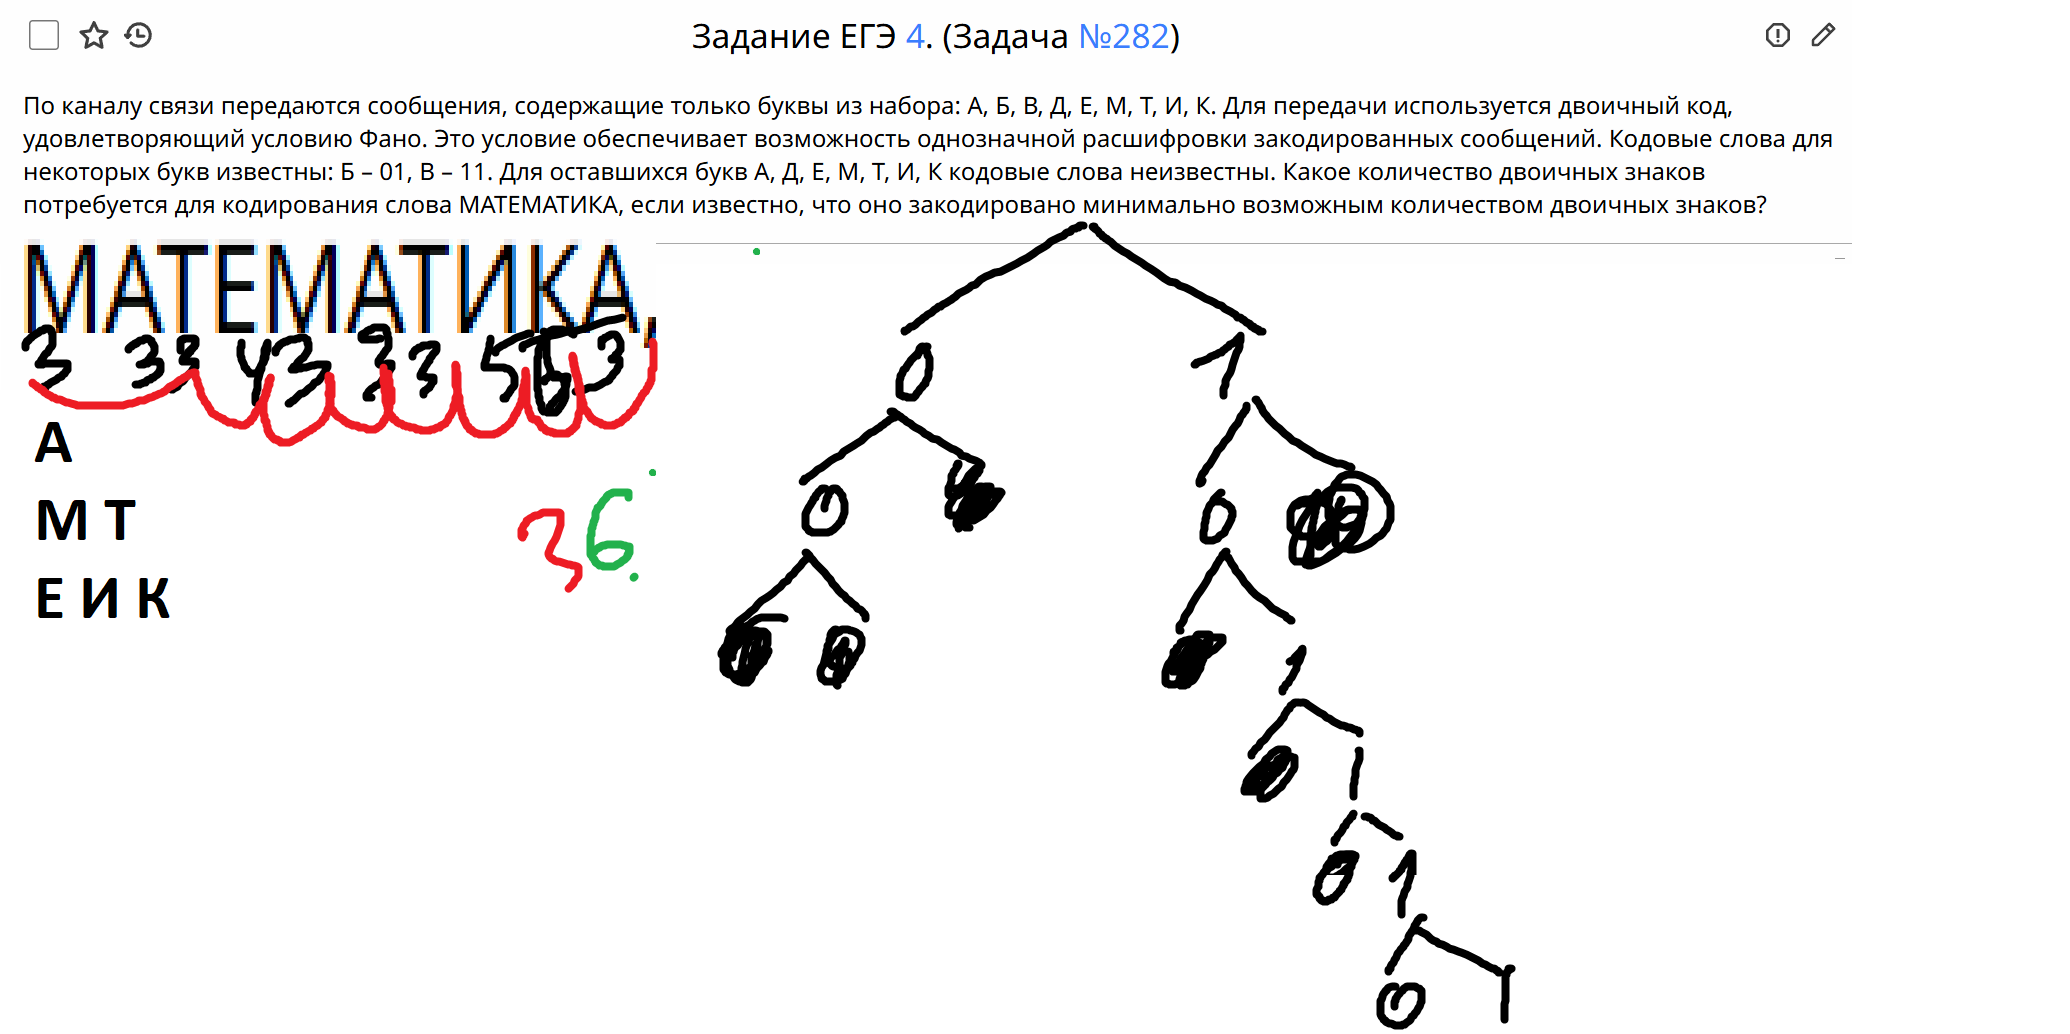 Задание ЕГЭ 4. (Задача №282)
По каналу связи передаются сообщения, содержащие только буквы из набора: А, Б, В, Д, Е, М, Т, И, К. Для передачи используется двоичный код,
удовлетворяющий условию Фано. Это условие обеспечивает возможность однозначной расшифровки закодированных сообщений. Кодовые слова для
некоторых букв известны: Б – 01, В – 11. Для оставшихся букв А, Д, Е, М, Т, И, К кодовые слова неизвестны. Какое количество двоичных знаков
потребуется для кодирования слова МАТЕМАТИКА, если известно, что оно закодировано минимально возможным количеством двоичных знаков?
МАТЕМАТИКА,
3 3 3 4 3 3 3 5 6 3
А
М Т
Е И К
36
0 1
0 0
1
0 1
0 1